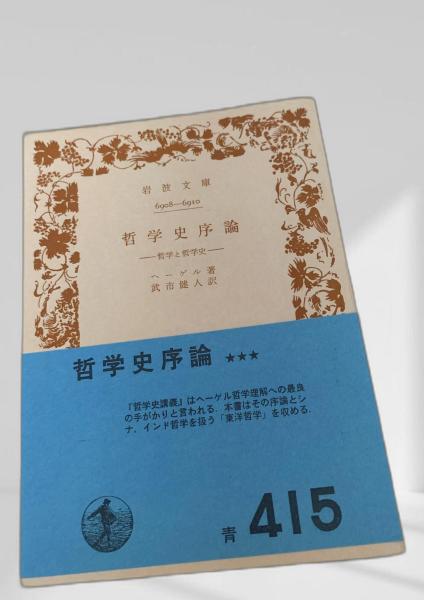 岩波文庫
6908—6910
哲学史序論
—哲学と哲学史—
ヘーゲル著
武市健人訳
哲学史序論 ★★★
『哲学史講義』はヘーゲル哲学理解への最良
の手がかりと言われる．本書はその序論とシ
ナ，インド哲学を扱う「東洋哲学」を収める．
青 415